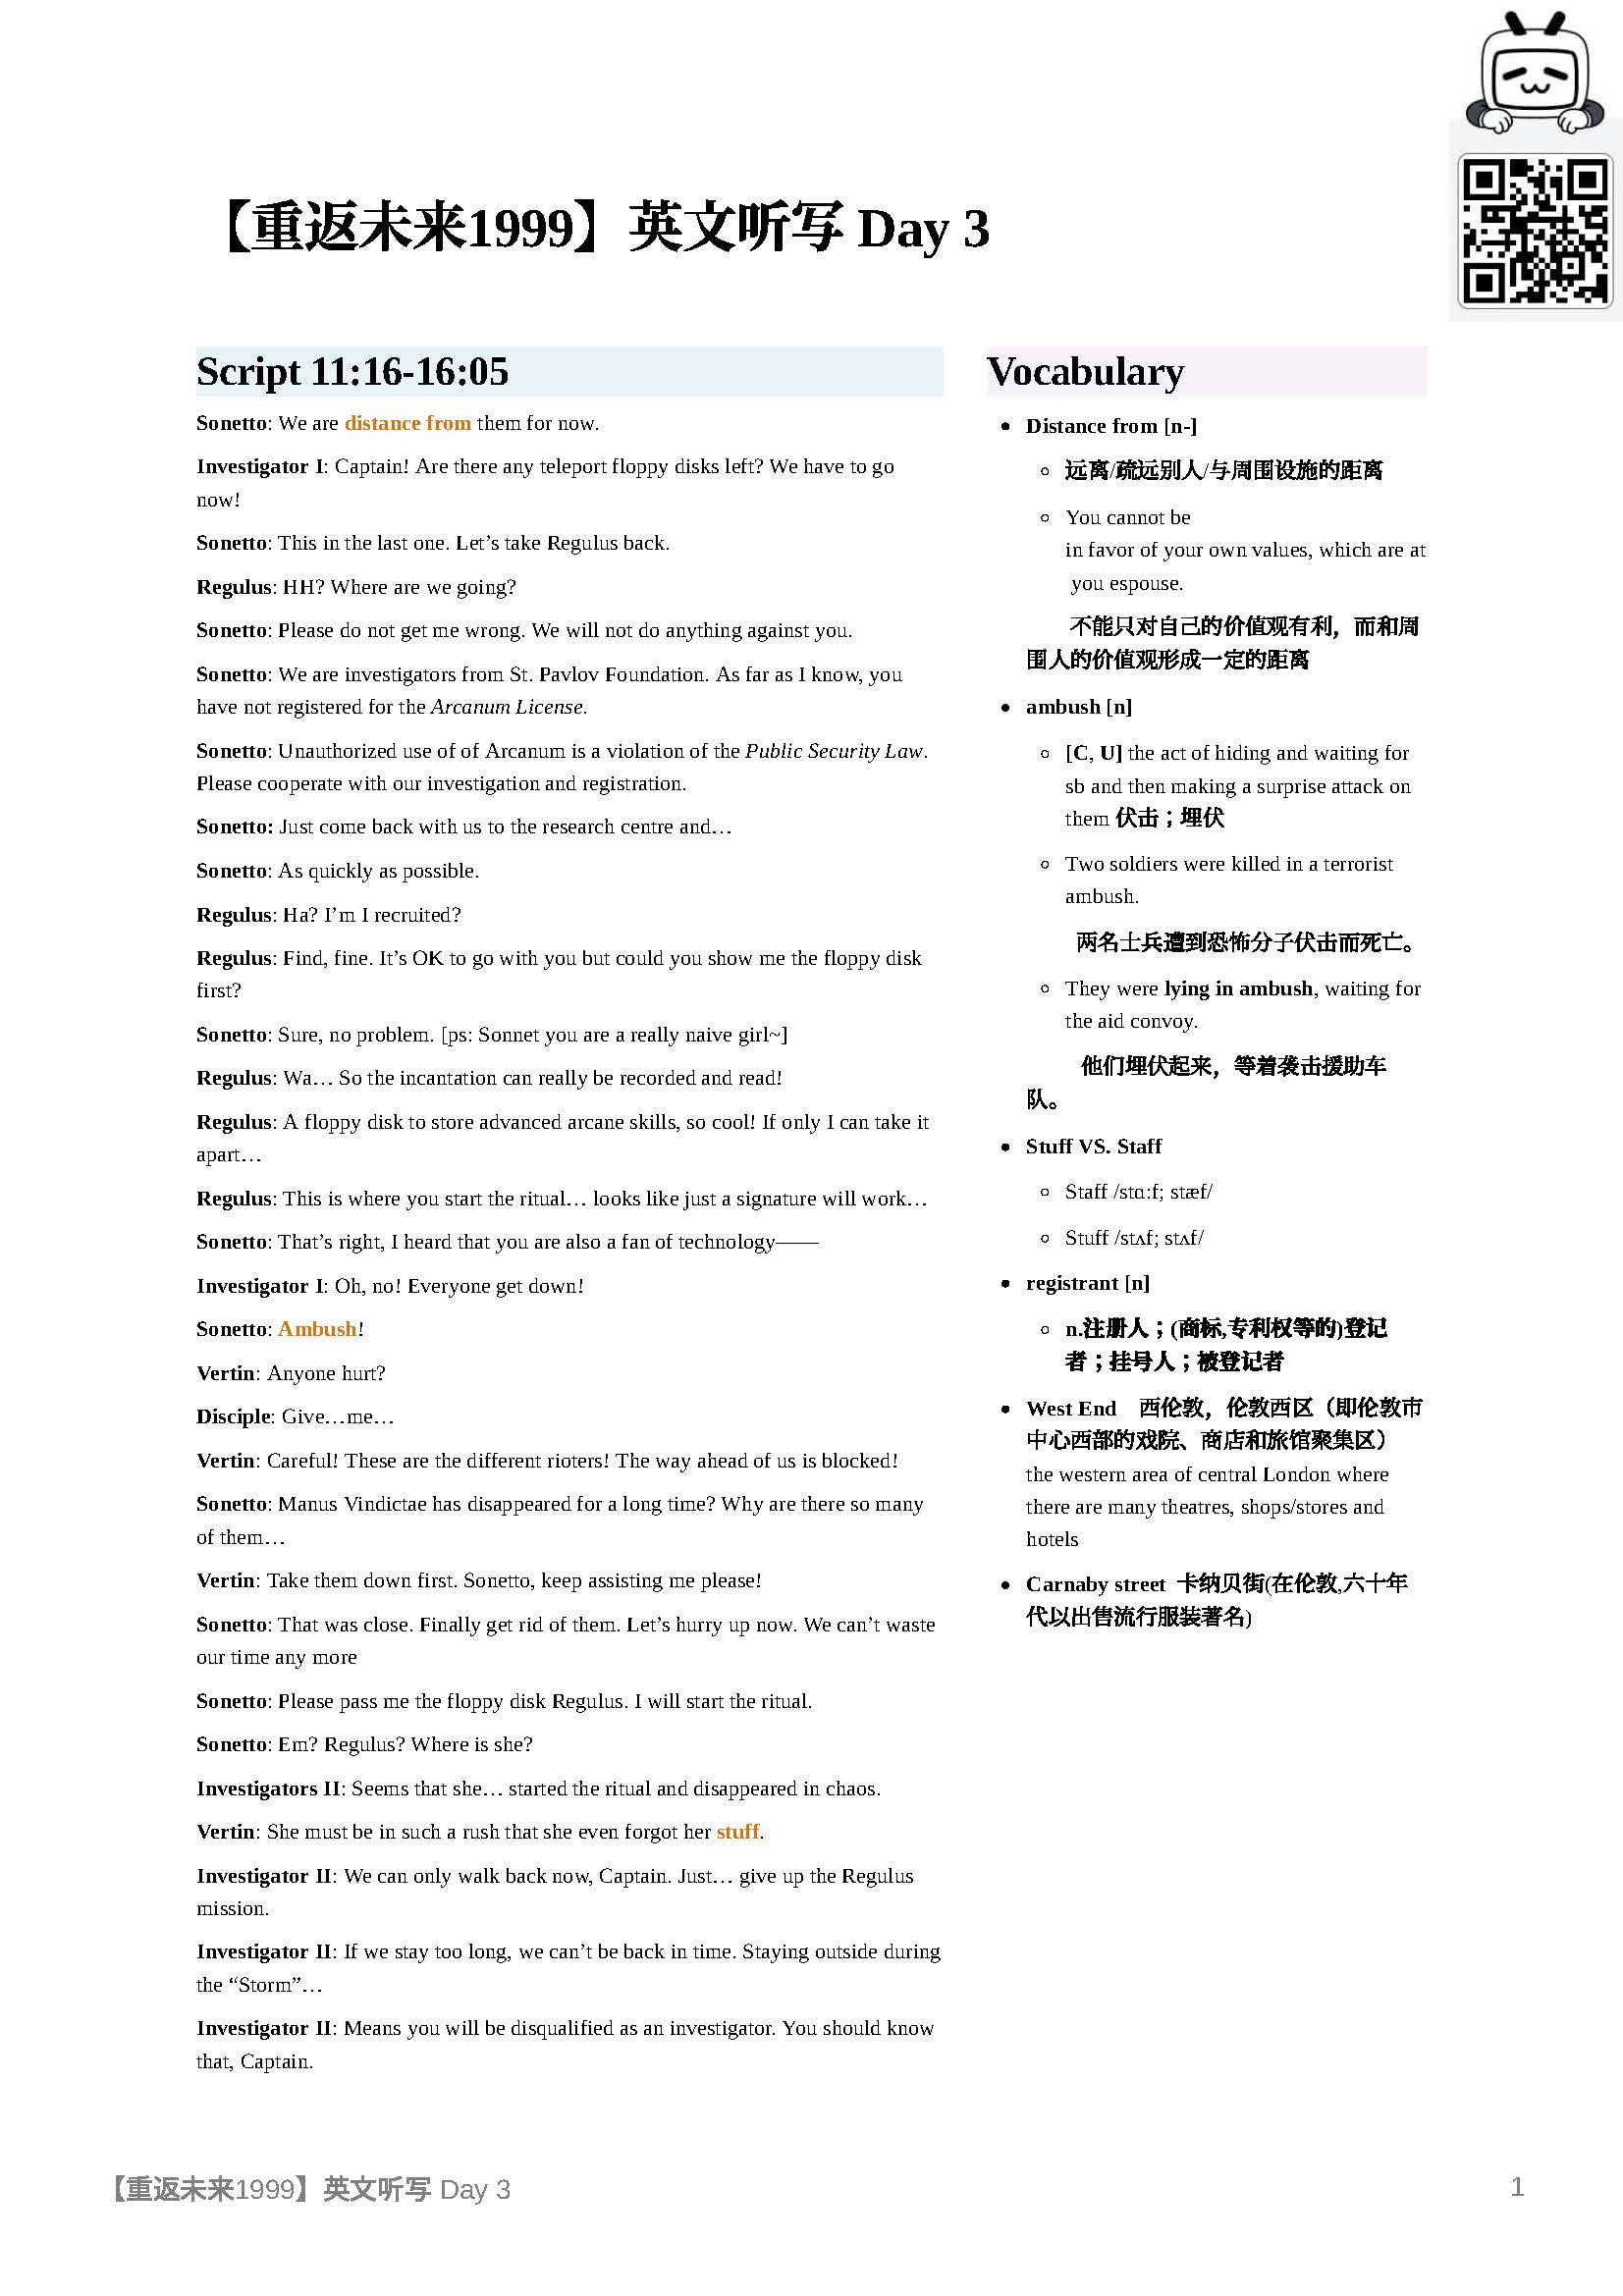 【重返未来1999】英文听写 Day 3
Script 11:16-16:05
Sonetto: We are distance from them for now.
Investigator I: Captain! Are there any teleport floppy disks left? We have to go
now!
Sonetto: This in the last one. Let’s take Regulus back.
Regulus: HH? Where are we going?
Sonetto: Please do not get me wrong. We will not do anything against you.
Sonetto: We are investigators from St. Pavlov Foundation. As far as I know, you
have not registered for the Arcanum License.
Sonetto: Unauthorized use of of Arcanum is a violation of the Public Security Law.
Please cooperate with our investigation and registration.
Sonetto: Just come back with us to the research centre and…
Sonetto: As quickly as possible.
Regulus: Ha? I’m I recruited?
Regulus: Find, fine. It’s OK to go with you but could you show me the floppy disk
first?
Sonetto: Sure, no problem. [ps: Sonnet you are a really naive girl~]
Regulus: Wa… So the incantation can really be recorded and read!
Regulus: A floppy disk to store advanced arcane skills, so cool! If only I can take it
apart…
Regulus: This is where you start the ritual… looks like just a signature will work…
Sonetto: That’s right, I heard that you are also a fan of technology——
Investigator I: Oh, no! Everyone get down!
Sonetto: Ambush!
Vertin: Anyone hurt?
Disciple: Give…me…
Vertin: Careful! These are the different rioters! The way ahead of us is blocked!
Sonetto: Manus Vindictae has disappeared for a long time? Why are there so many
of them…
Vertin: Take them down first. Sonetto, keep assisting me please!
Sonetto: That was close. Finally get rid of them. Let’s hurry up now. We can’t waste
our time any more
Sonetto: Please pass me the floppy disk Regulus. I will start the ritual.
Sonetto: Em? Regulus? Where is she?
Investigators II: Seems that she… started the ritual and disappeared in chaos.
Vertin: She must be in such a rush that she even forgot her stuff.
Investigator II: We can only walk back now, Captain. Just… give up the Regulus
mission.
Investigator II: If we stay too long, we can’t be back in time. Staying outside during
the “Storm”…
Investigator II: Means you will be disqualified as an investigator. You should know
that, Captain.
Vocabulary
• Distance from [n-]
◦ 远离/疏远别人/与周围设施的距离
◦ You cannot be
in favor of your own values, which are at
you espouse.
不能只对自己的价值观有利，而和周
围人的价值观形成一定的距离
• ambush [n]
◦ [C, U] the act of hiding and waiting for
sb and then making a surprise attack on
them 伏击；埋伏
◦ Two soldiers were killed in a terrorist
ambush.
两名士兵遭到恐怖分子伏击而死亡。
◦ They were lying in ambush, waiting for
the aid convoy.
他们埋伏起来，等着袭击援助车
队。
• Stuff VS. Staff
◦ Staff /stɑːf; stæf/
◦ Stuff /stʌf; stʌf/
• registrant [n]
◦ n.注册人；(商标,专利权等的)登记
者；挂号人；被登记者
• West End 西伦敦，伦敦西区（即伦敦市
中心西部的戏院、商店和旅馆聚集区）
the western area of central London where
there are many theatres, shops/stores and
hotels
• Carnaby street 卡纳贝街(在伦敦,六十年
代以出售流行服装著名)
【重返未来1999】英文听写 Day 3
1